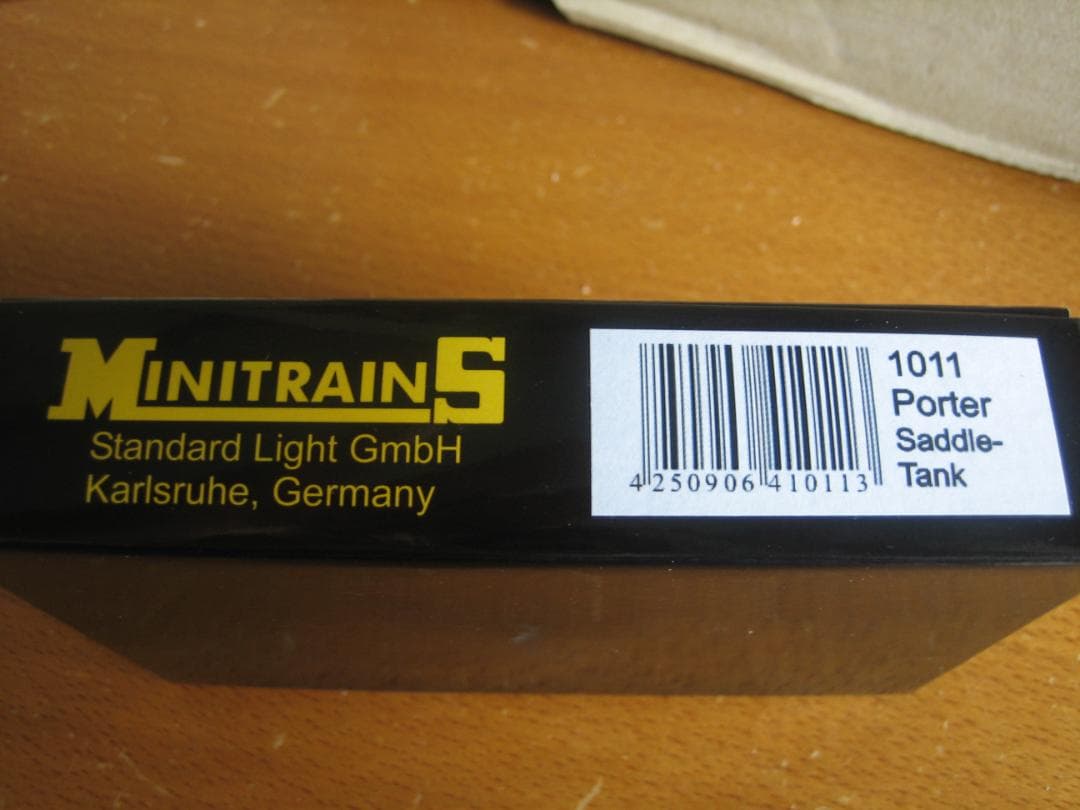 MINITRAINS
Standard Light GmbH
Karlsruhe, Germany
1011
Porter
Saddle-
Tank
4 250906 410113